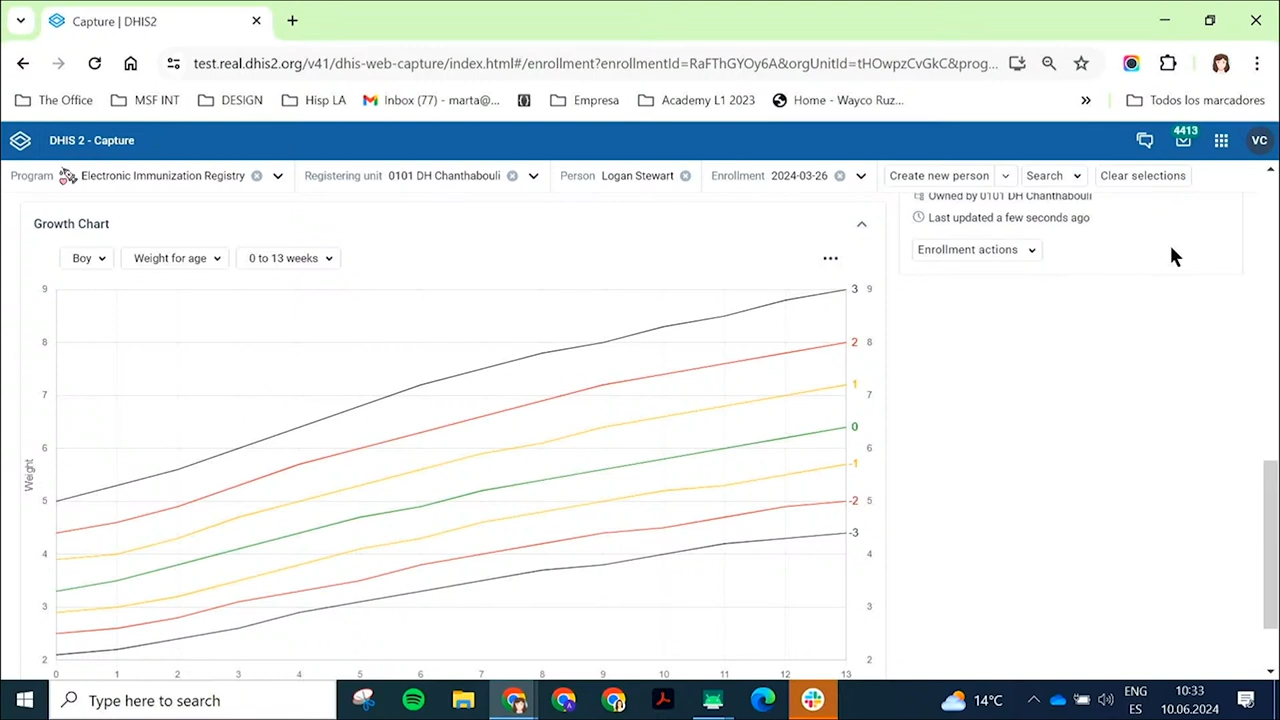 Capture | DHIS2
test.real.dhis2.org/v41/dhis-web-capture/index.html#/enrollment?enrollmentId=RaFThGYOy6A&orgUnitId=tHOwpzCvGkC&prog...
The Office
MSF INT
DESIGN
Hisp LA
Inbox (77) - marta@...
Empresa
Academy L1 2023
Home - Wayco Ruz...
»
Todos los marcadores
DHIS 2 - Capture
4413
VC
Program Electronic Immunization Registry
Registering unit 0101 DH Chanthabouli
Person Logan Stewart
Enrollment 2024-03-26
Create new person
Search
Clear selections
Owned by 0101 DH Chanthabouli
Last updated a few seconds ago
Enrollment actions
Growth Chart
Boy
Weight for age
0 to 13 weeks
9 3 9
8 2 8
7 1 7
6 0 6
-1
5 -2 5
4 -3 4
3 3
2 2
Weight
0 1 2 3 4 5 6 7 8 9 10 11 12 13
Type here to search
14°C
ENG
ES
10:33
10.06.2024